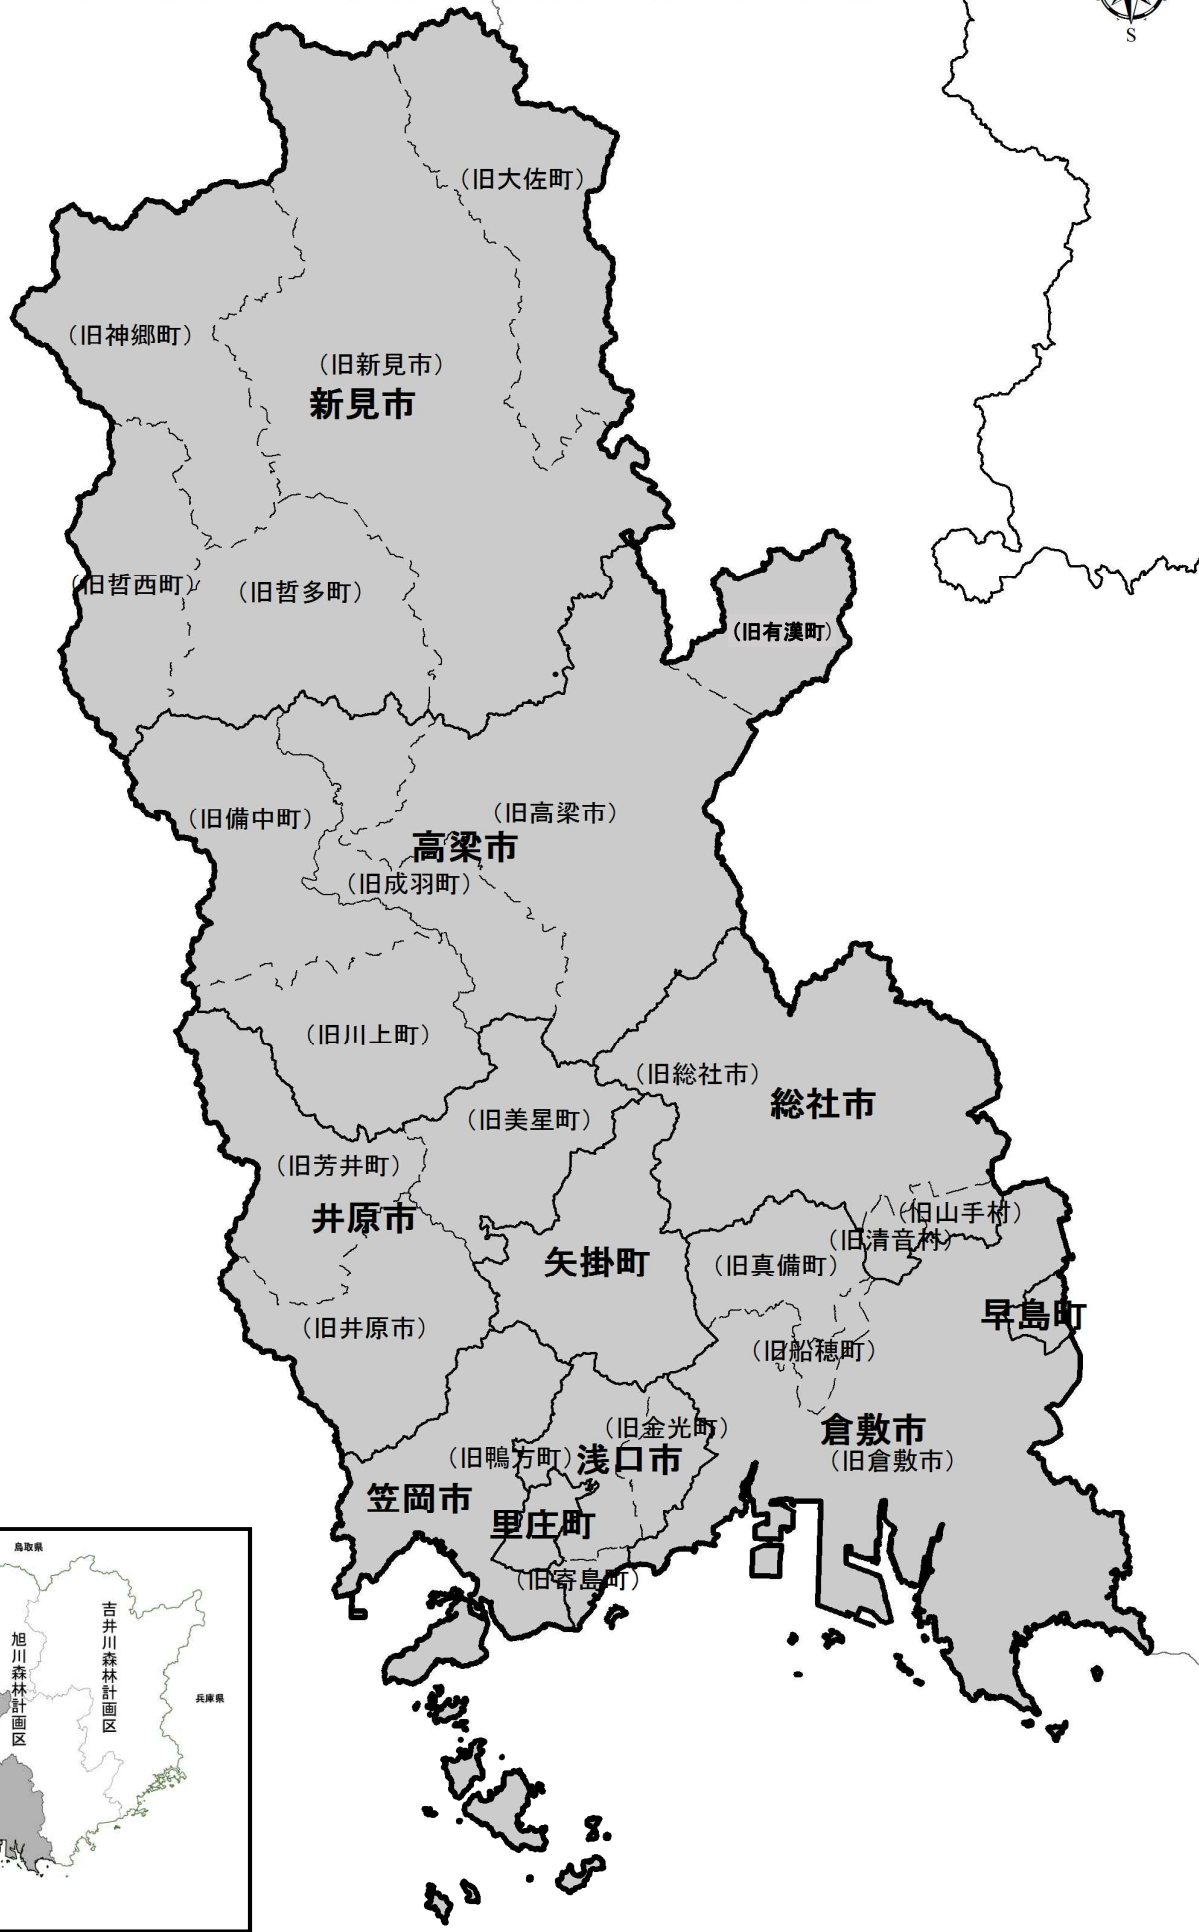 S
（旧大佐町）
（旧神郷町）
（旧新見市）
新見市
（旧哲西町）
（旧哲多町）
（旧有漢町）
（旧備中町）
（旧高梁市）
高梁市
（旧成羽町）
（旧川上町）
（旧総社市）
総社市
（旧美星町）
（旧芳井町）
井原市
（旧山手村）
（旧清音村）
矢掛町
（旧真備町）
早島町
（旧井原市）
（旧船穂町）
（旧金光町）
倉敷市
（旧鴨方町）
浅口市
（旧倉敷市）
笠岡市
里庄町
（旧寄島町）
鳥取県
吉井川森林計画区
旭川森林計画区
兵庫県